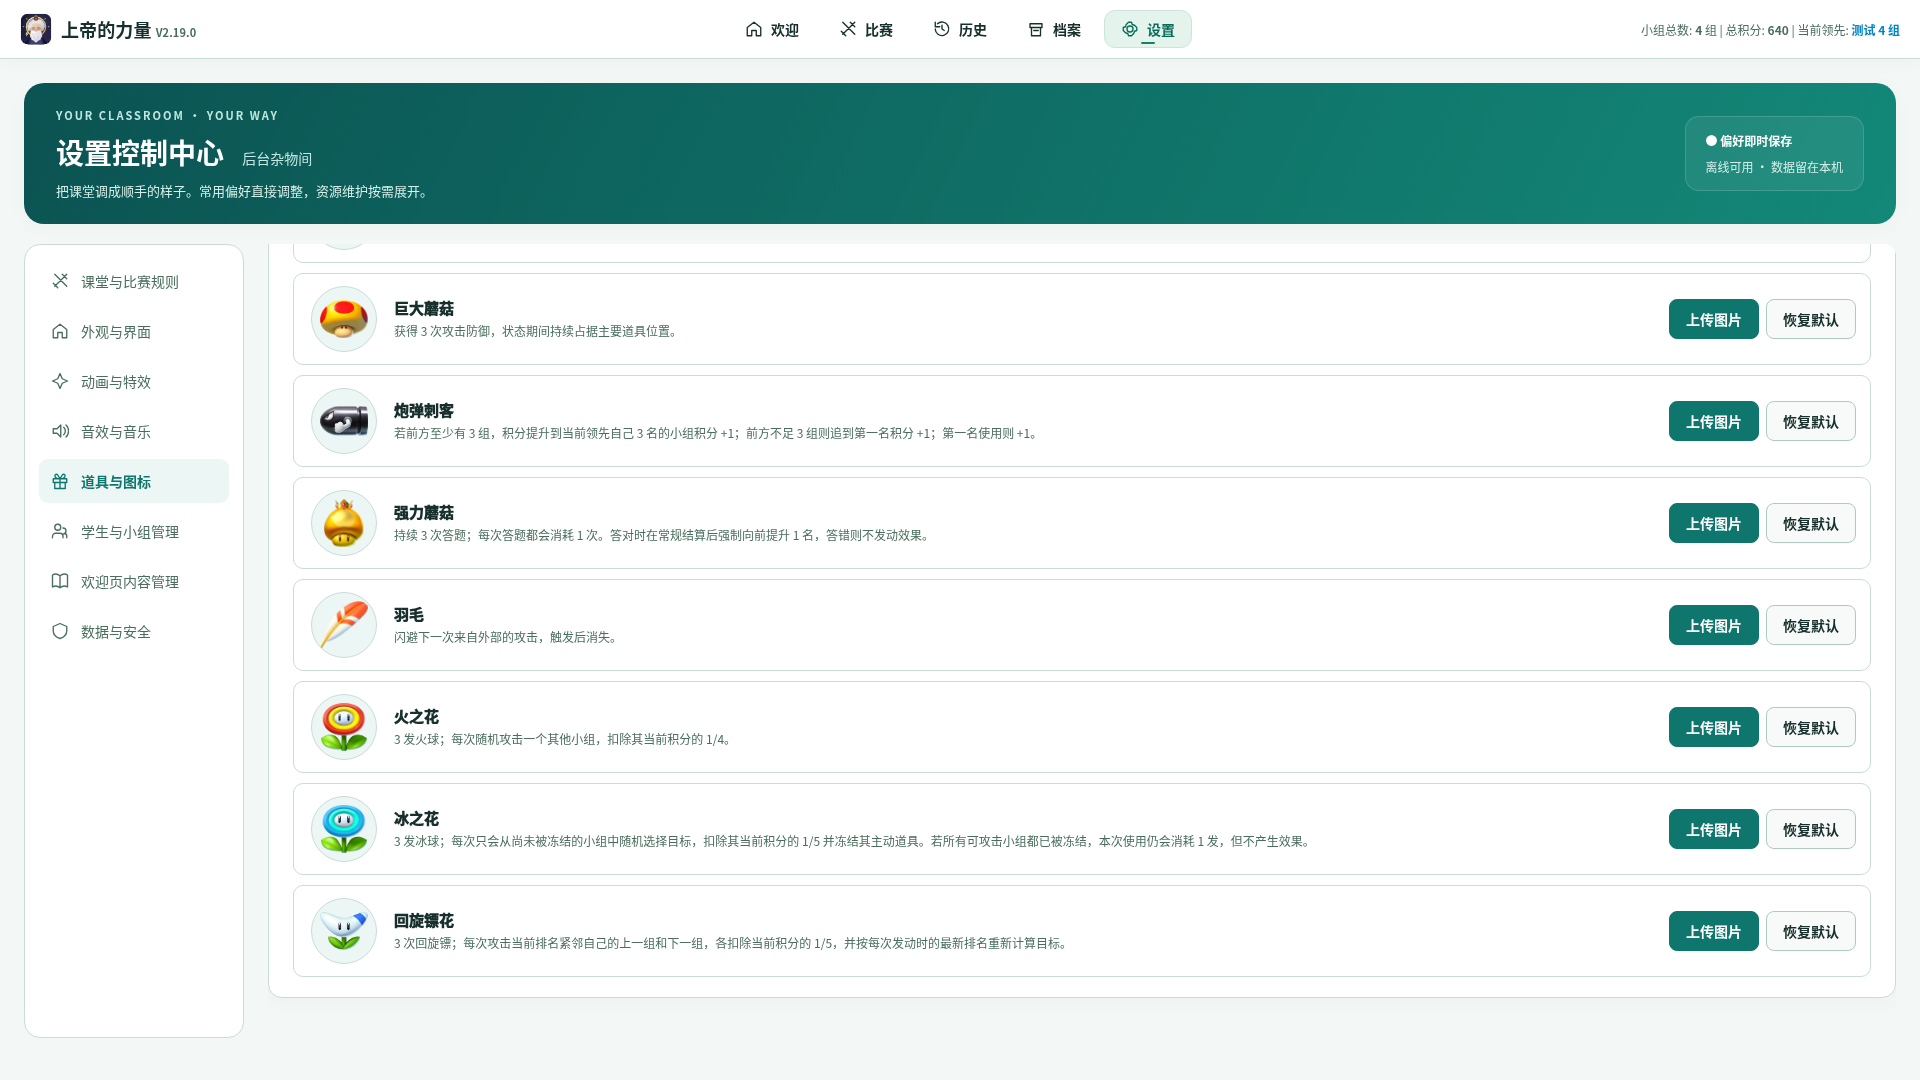 上帝的力量 V2.19.0
欢迎
比赛
历史
档案
设置
小组总数: 4 组 | 总积分: 640 | 当前领先: 测试 4 组
YOUR CLASSROOM • YOUR WAY
设置控制中心 后台杂物间
把课堂调成顺手的样子。常用偏好直接调整，资源维护按需展开。
偏好即时保存
离线可用 • 数据留在本机
课堂与比赛规则
外观与界面
动画与特效
音效与音乐
道具与图标
学生与小组管理
欢迎页内容管理
数据与安全
巨大蘑菇
获得 3 次攻击防御，状态期间持续占据主要道具位置。
上传图片 恢复默认
炮弹刺客
若前方至少有 3 组，积分提升到当前领先自己 3 名的小组积分 +1；前方不足 3 组则追到第一名积分 +1；第一名使用则 +1。
上传图片 恢复默认
强力蘑菇
持续 3 次答题；每次答题都会消耗 1 次。答对时在常规结算后强制向前提升 1 名，答错则不发动效果。
上传图片 恢复默认
羽毛
闪避下一次来自外部的攻击，触发后消失。
上传图片 恢复默认
火之花
3 发火球；每次随机攻击一个其他小组，扣除其当前积分的 1/4。
上传图片 恢复默认
冰之花
3 发冰球；每次只会从尚未被冻结的小组中随机选择目标，扣除其当前积分的 1/5 并冻结其主动道具。若所有可攻击小组都已被冻结，本次使用仍会消耗 1 发，但不产生效果。
上传图片 恢复默认
回旋镖花
3 次回旋镖；每次攻击当前排名紧邻自己的上一组和下一组，各扣除当前积分的 1/5，并按每次发动时的最新排名重新计算目标。
上传图片 恢复默认